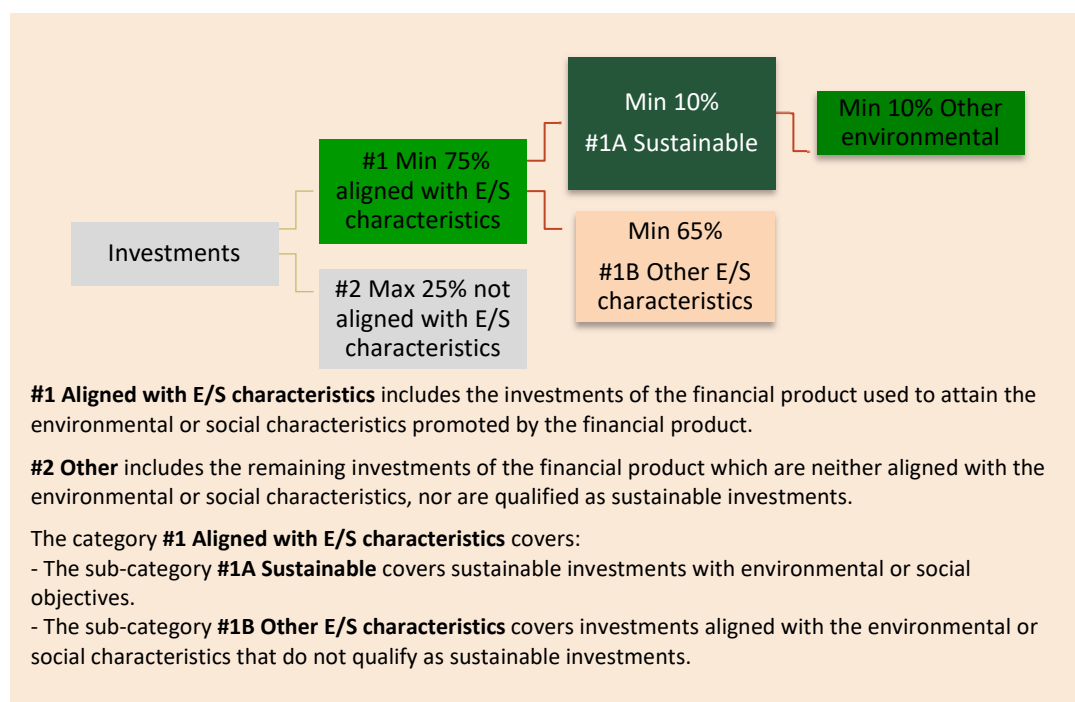 Min 10%
#1A Sustainable
Min 10% Other
environmental
#1 Min 75%
aligned with E/S
characteristics
Investments
Min 65%
#1B Other E/S
characteristics
#2 Max 25% not
aligned with E/S
characteristics
#1 Aligned with E/S characteristics includes the investments of the financial product used to attain the
environmental or social characteristics promoted by the financial product.
#2 Other includes the remaining investments of the financial product which are neither aligned with the
environmental or social characteristics, nor are qualified as sustainable investments.
The category #1 Aligned with E/S characteristics covers:
- The sub-category #1A Sustainable covers sustainable investments with environmental or social
objectives.
- The sub-category #1B Other E/S characteristics covers investments aligned with the environmental or
social characteristics that do not qualify as sustainable investments.